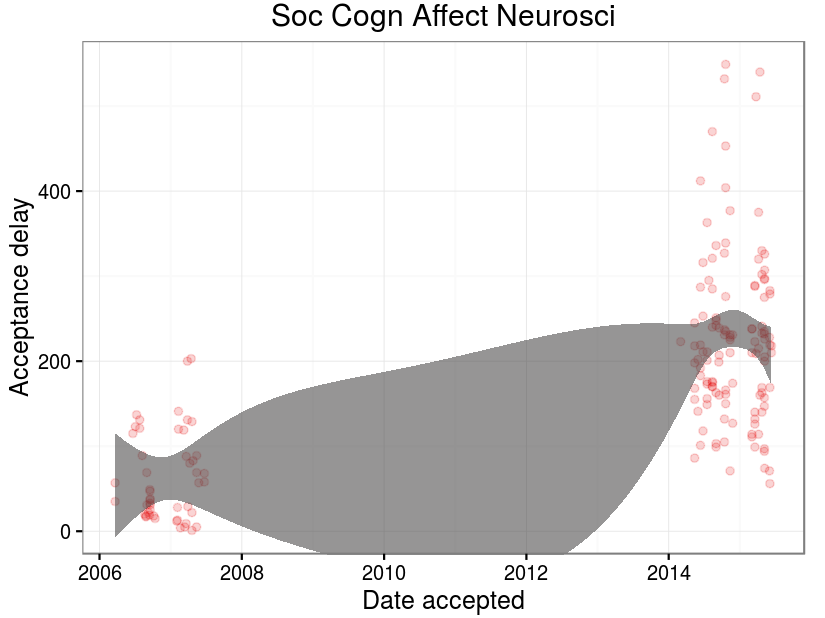 Soc Cogn Affect Neurosci
Acceptance delay
400
200
0
2006 2008 2010 2012 2014
Date accepted